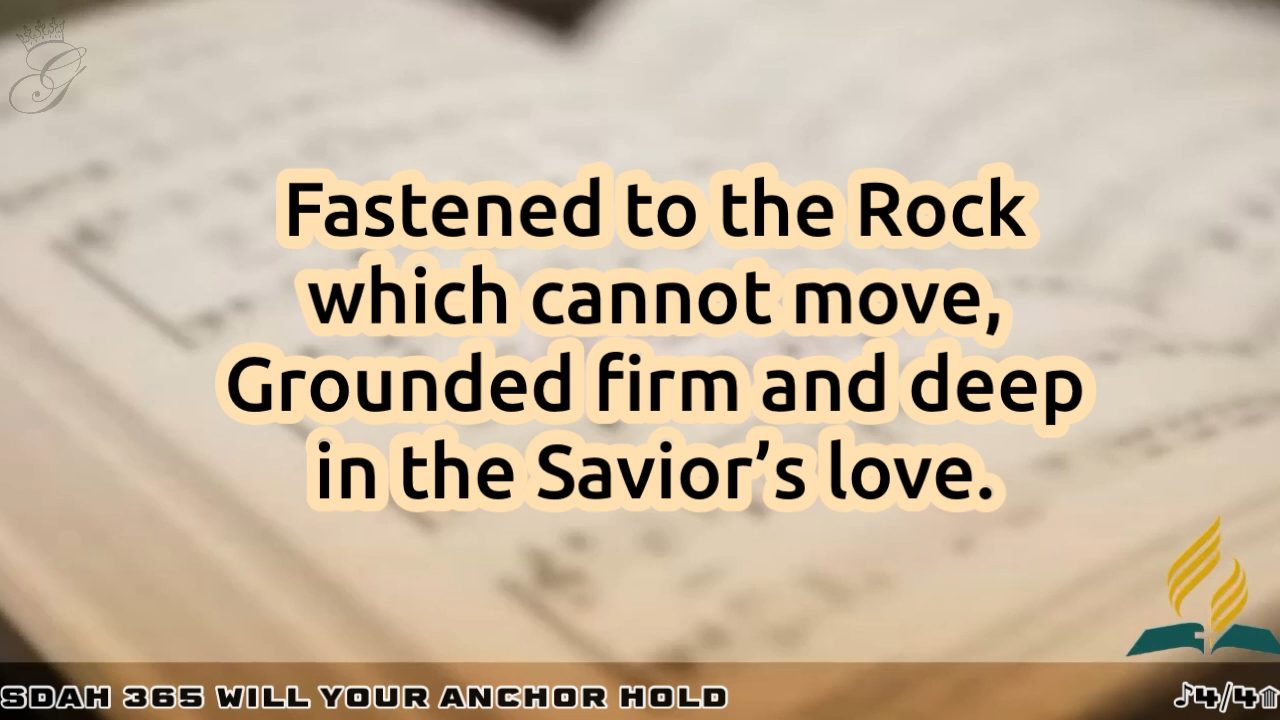 G
Fastened to the Rock
which cannot move,
Grounded firm and deep
in the Savior’s love.
SDAH 365 WILL YOUR ANCHOR HOLD
♪4/4